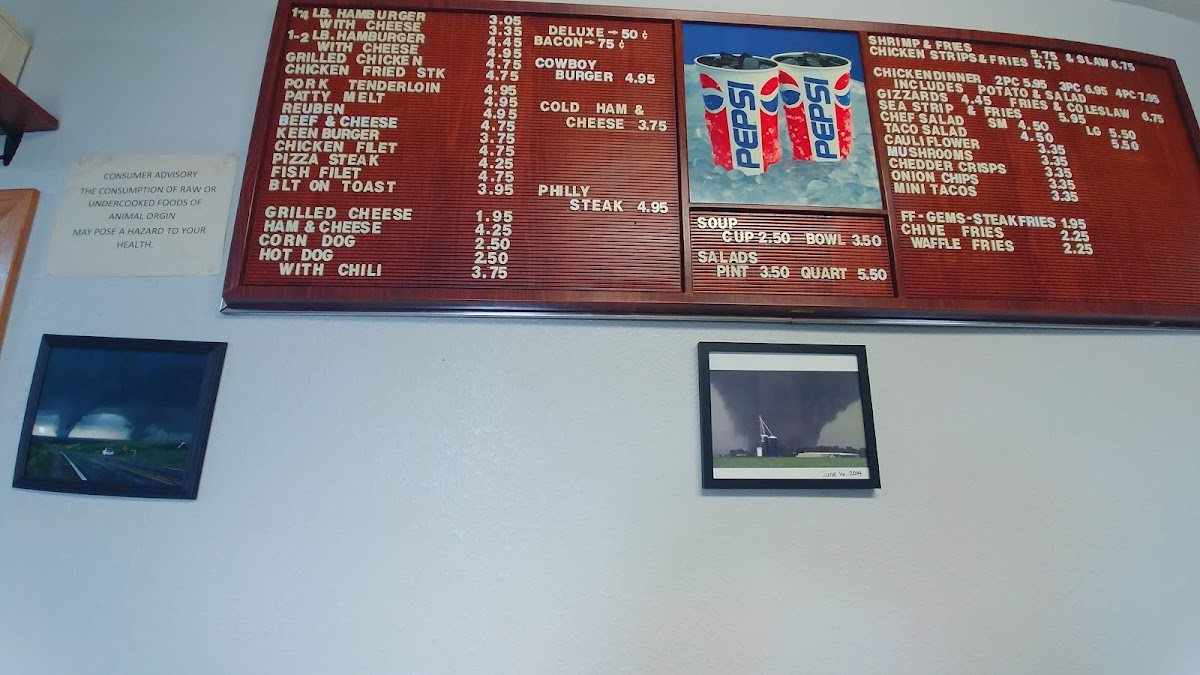 CONSUMER ADVISORY
THE CONSUMPTION OF RAW OR
UNDERCOOKED FOODS OF
ANIMAL ORGIN
MAY POSE A HAZARD TO YOUR
HEALTH.
1-4 LB. HAMBURGER 3.05
WITH CHEESE 3.35
1-2 LB. HAMBURGER 4.45
WITH CHEESE 4.95
GRILLED CHICKEN 4.75
CHICKEN FRIED STK 4.75
PORK TENDERLOIN 4.95
PATTY MELT 4.95
REUBEN 4.95
BEEF & CHEESE 4.75
KEEN BURGER 3.75
CHICKEN FILET 4.75
PIZZA STEAK 4.25
FISH FILET 4.75
BLT ON TOAST 3.95
GRILLED CHEESE 1.95
HAM & CHEESE 4.25
CORN DOG 2.50
HOT DOG 2.50
WITH CHILI 3.75
DELUXE → 50 ¢
BACON → 75 ¢
COWBOY
BURGER 4.95
COLD HAM &
CHEESE 3.75
PHILLY
STEAK 4.95
PEPSI
PEPSI
SOUP
CUP 2.50 BOWL 3.50
SALADS
PINT 3.50 QUART 5.50
SHRIMP & FRIES 5.75 & SLAW 6.75
CHICKEN STRIPS & FRIES 5.75
CHICKEN DINNER 2PC 5.95 3PC 6.95 4PC 7.95
INCLUDES POTATO & SALAD
GIZZARDS 4.45 FRIES & COLESLAW 6.75
SEA STRIP & FRIES 5.95
CHEF SALAD SM 4.50 LG 5.50
TACO SALAD 4.50 5.50
CAULIFLOWER 3.35
MUSHROOMS 3.35
CHEDDER CRISPS 3.35
ONION CHIPS 3.35
MINI TACOS 3.35
FF - GEMS - STEAK FRIES 1.95
CHIVE FRIES 2.25
WAFFLE FRIES 2.25
June 16, 2014